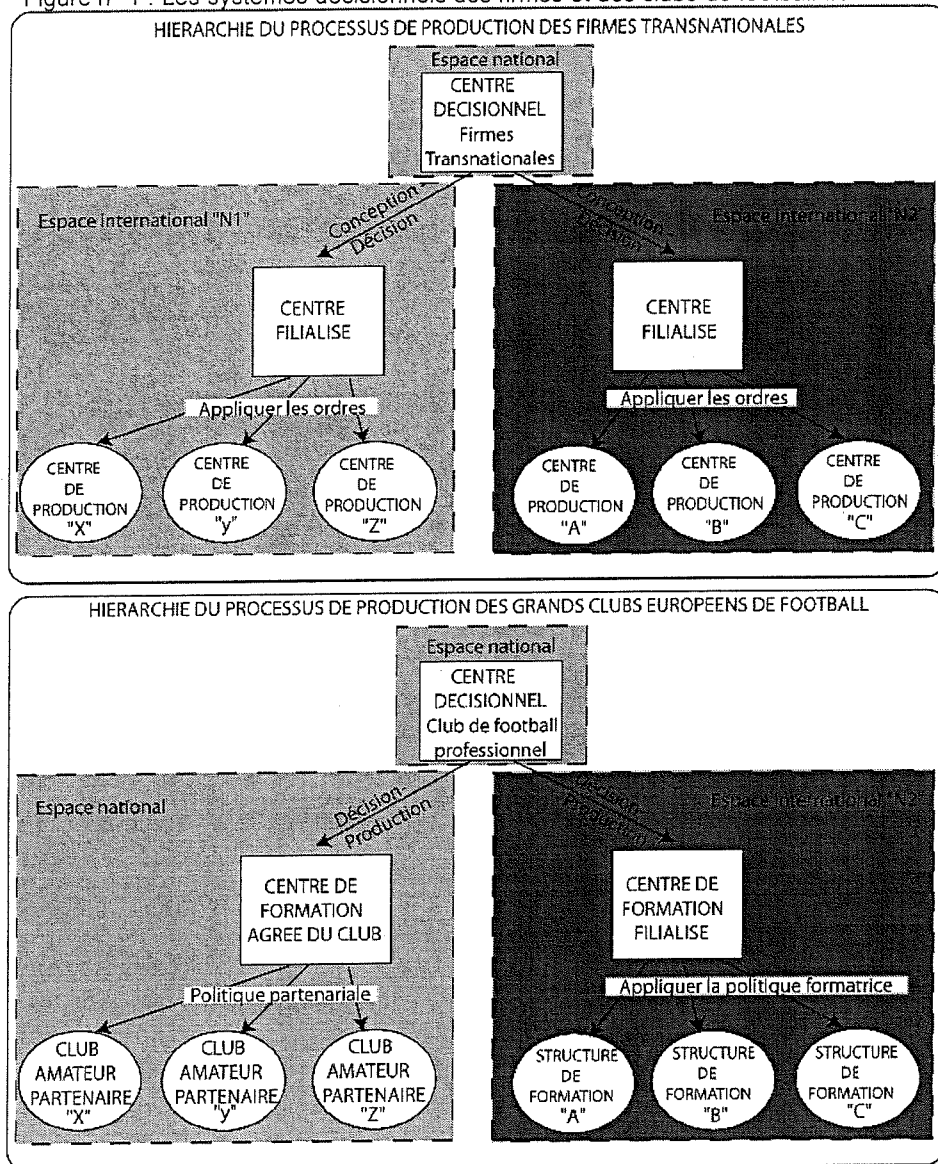 HIERARCHIE DU PROCESSUS DE PRODUCTION DES FIRMES TRANSNATIONALES
Espace national
CENTRE
DECISIONNEL
Firmes
Transnationales
Espace International "N1"
Conception
Décision
CENTRE
FILIALISE
Appliquer les ordres
CENTRE
DE
PRODUCTION
"X"
CENTRE
DE
PRODUCTION
"y"
CENTRE
DE
PRODUCTION
"Z"
Espace International "N2"
Conception
Décision
CENTRE
FILIALISE
Appliquer les ordres
CENTRE
DE
PRODUCTION
"A"
CENTRE
DE
PRODUCTION
"B"
CENTRE
DE
PRODUCTION
"C"
HIERARCHIE DU PROCESSUS DE PRODUCTION DES GRANDS CLUBS EUROPEENS DE FOOTBALL
Espace national
CENTRE
DECISIONNEL
Club de football
professionnel
Espace national
Décision-
Production
CENTRE DE
FORMATION
AGREE DU CLUB
Politique partenariale
CLUB
AMATEUR
PARTENAIRE
"X"
CLUB
AMATEUR
PARTENAIRE
"y"
CLUB
AMATEUR
PARTENAIRE
"Z"
Espace International "N2"
Décision-
Production
CENTRE DE
FORMATION
FILIALISE
Appliquer la politique formatrice
STRUCTURE
DE
FORMATION
"A"
STRUCTURE
DE
FORMATION
"B"
STRUCTURE
DE
FORMATION
"C"